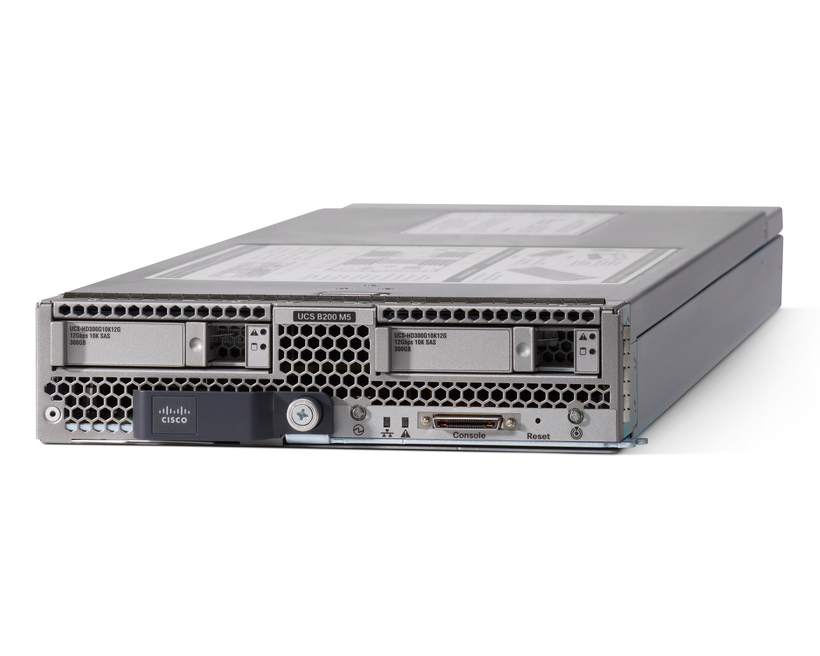 UCS B200 M5
UCS-HD300G10K12G
12Gbps 10K SAS
300GB
UCS-HD300G10K12G
12Gbps 10K SAS
300GB
CISCO
Console
Reset